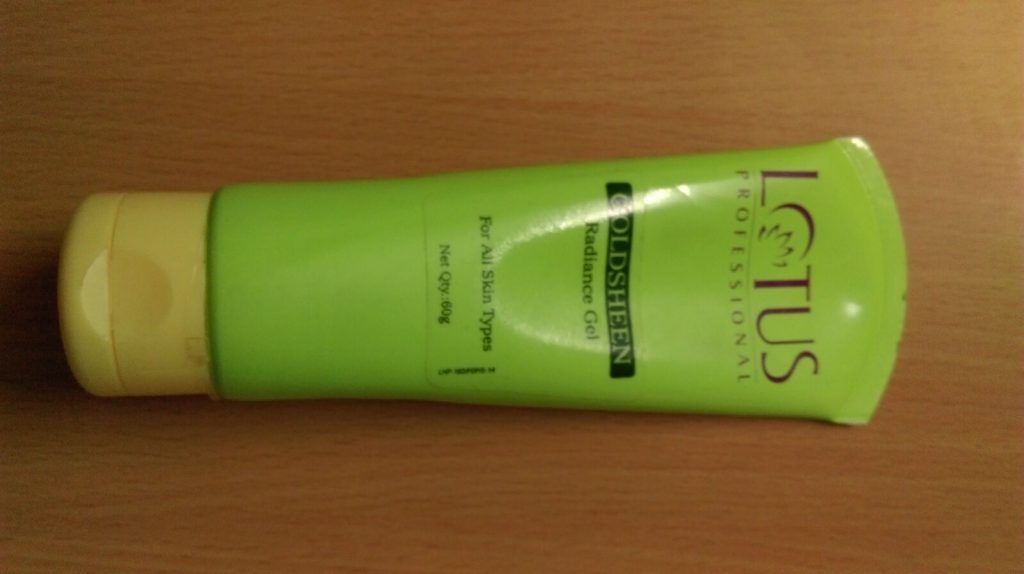 LOTUS
PROFESSIONAL
GOLDSHEEN
Radiance Gel
For All Skin Types
Net Qty.:60g